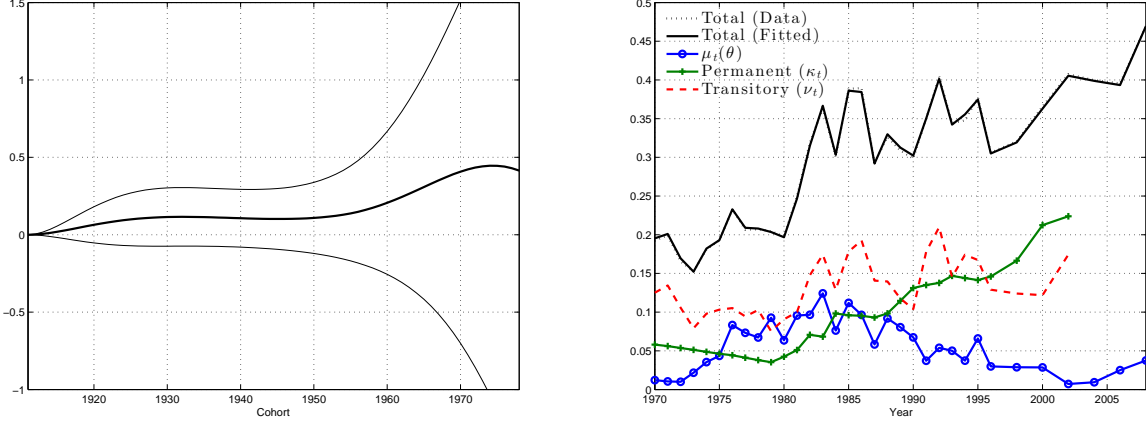 1.5
1
0.5
0
−0.5
−1
1920 1930 1940 1950 1960 1970
Cohort
0.5
0.45
0.4
0.35
0.3
0.25
0.2
0.15
0.1
0.05
0
Total (Data)
Total (Fitted)
μt(θ)
Permanent (κt)
Transitory (νt)
1970 1975 1980 1985 1990 1995 2000 2005
Year